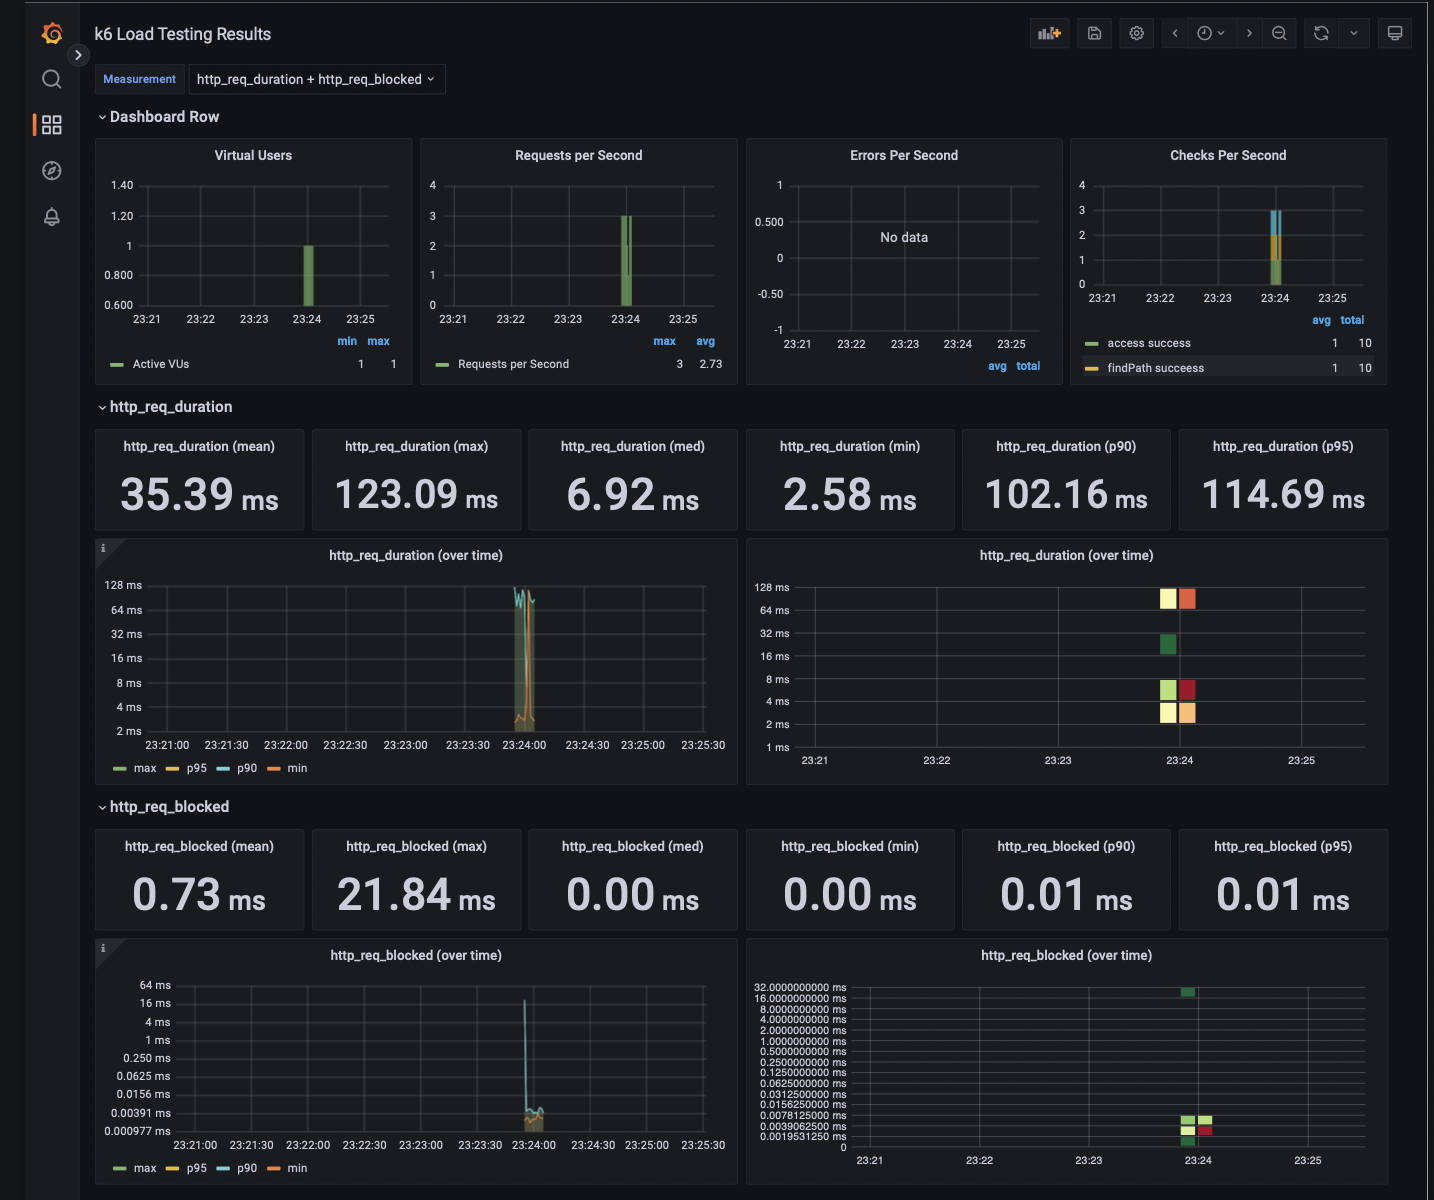 k6 Load Testing Results
Measurement http_req_duration + http_req_blocked
Dashboard Row
Virtual Users
1.40
1.20
1
0.800
0.600
23:21 23:22 23:23 23:24 23:25
min max
Active VUs 1 1
Requests per Second
4
3
2
1
0
23:21 23:22 23:23 23:24 23:25
max avg
Requests per Second 3 2.73
Errors Per Second
1
0.500
0
-0.50
-1
No data
23:21 23:22 23:23 23:24 23:25
avg total
Checks Per Second
4
3
2
1
0
23:21 23:22 23:23 23:24 23:25
avg total
access success 1 10
findPath succeess 1 10
http_req_duration
http_req_duration (mean)
35.39 ms
http_req_duration (max)
123.09 ms
http_req_duration (med)
6.92 ms
http_req_duration (min)
2.58 ms
http_req_duration (p90)
102.16 ms
http_req_duration (p95)
114.69 ms
i
http_req_duration (over time)
128 ms
64 ms
32 ms
16 ms
8 ms
4 ms
2 ms
23:21:00 23:21:30 23:22:00 23:22:30 23:23:00 23:23:30 23:24:00 23:24:30 23:25:00 23:25:30
max p95 p90 min
http_req_duration (over time)
128 ms
64 ms
32 ms
16 ms
8 ms
4 ms
2 ms
1 ms
23:21 23:22 23:23 23:24 23:25
http_req_blocked
http_req_blocked (mean)
0.73 ms
http_req_blocked (max)
21.84 ms
http_req_blocked (med)
0.00 ms
http_req_blocked (min)
0.00 ms
http_req_blocked (p90)
0.01 ms
http_req_blocked (p95)
0.01 ms
i
http_req_blocked (over time)
64 ms
16 ms
4 ms
1 ms
0.250 ms
0.0625 ms
0.0156 ms
0.00391 ms
0.000977 ms
23:21:00 23:21:30 23:22:00 23:22:30 23:23:00 23:23:30 23:24:00 23:24:30 23:25:00 23:25:30
max p95 p90 min
http_req_blocked (over time)
32.0000000000 ms
16.0000000000 ms
8.0000000000 ms
4.0000000000 ms
2.0000000000 ms
1.0000000000 ms
0.5000000000 ms
0.2500000000 ms
0.1250000000 ms
0.0625000000 ms
0.0312500000 ms
0.0156250000 ms
0.0078125000 ms
0.0039062500 ms
0.0019531250 ms
0
23:21 23:22 23:23 23:24 23:25